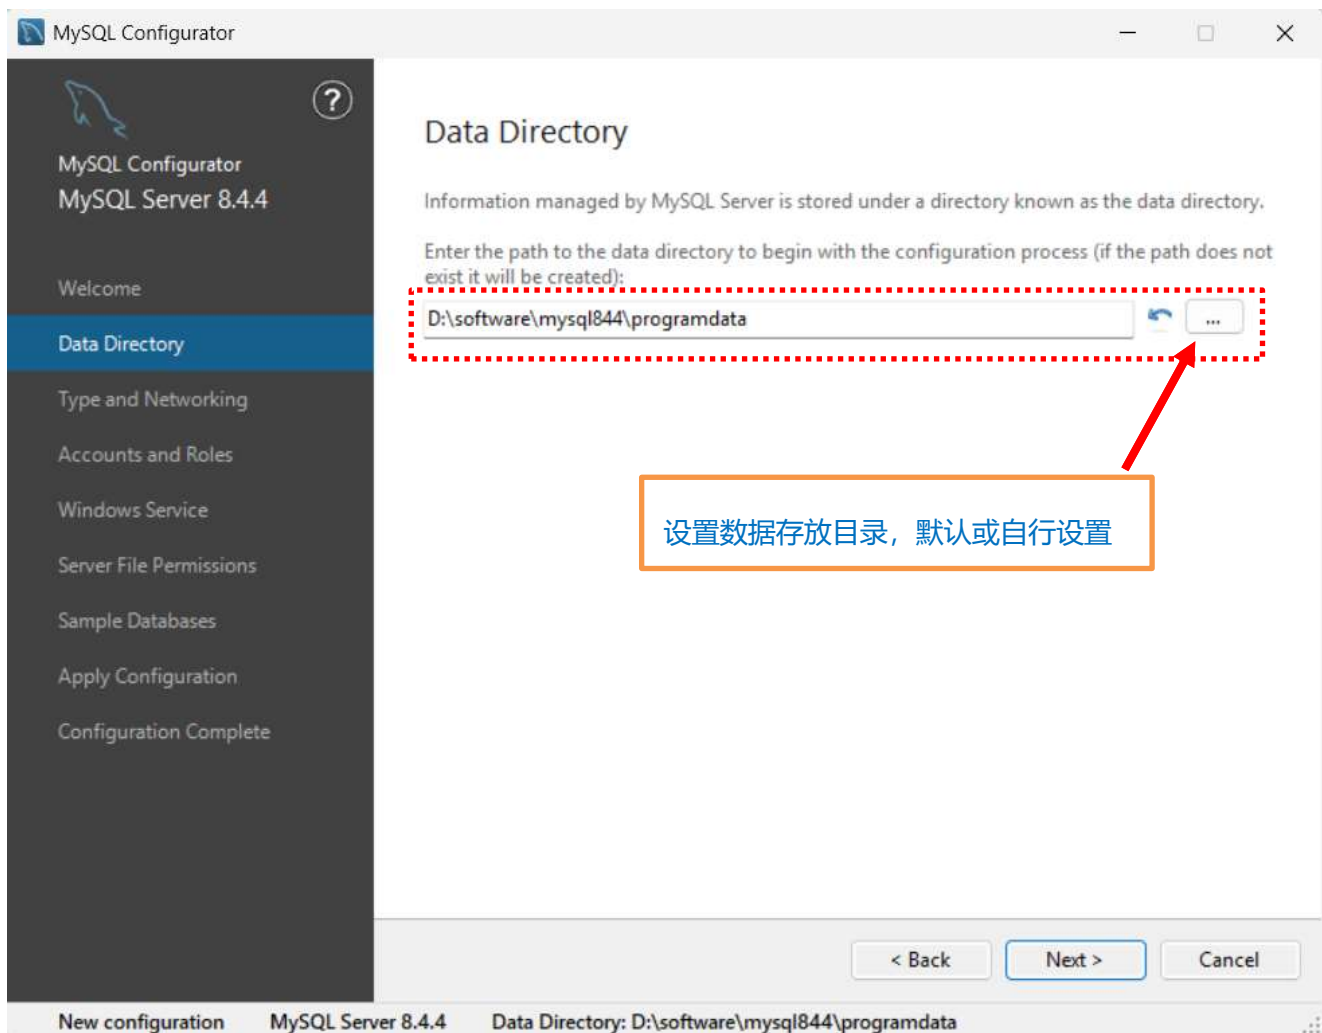 MySQL Configurator
MySQL Configurator
MySQL Server 8.4.4
Welcome
Data Directory
Type and Networking
Accounts and Roles
Windows Service
Server File Permissions
Sample Databases
Apply Configuration
Configuration Complete
Data Directory
Information managed by MySQL Server is stored under a directory known as the data directory.
Enter the path to the data directory to begin with the configuration process (if the path does not
exist it will be created):
D:\software\mysql844\programdata
...
设置数据存放目录，默认或自行设置
< Back
Next >
Cancel
New configuration
MySQL Server 8.4.4
Data Directory: D:\software\mysql844\programdata